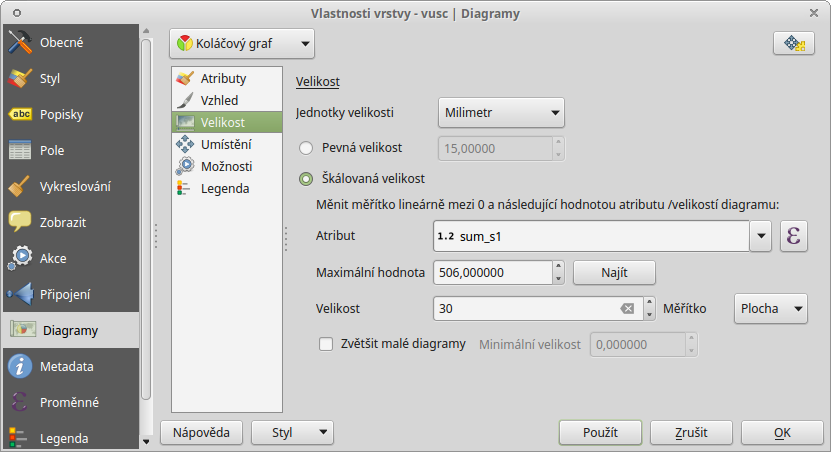 Vlastnosti vrstvy - vusc | Diagramy
Obecné
Styl
abc Popisky
Pole
Vykreslování
Zobrazit
Akce
Připojení
Diagramy
Metadata
Proměnné
Legenda
Koláčový graf
Atributy
Vzhled
Velikost
Umístění
Možnosti
Legenda
Velikost
Jednotky velikosti Milimetr
Pevná velikost 15,00000
Škálovaná velikost
Měnit měřítko lineárně mezi 0 a následující hodnotou atributu /velikostí diagramu:
Atribut 1.2 sum_s1 ε
Maximální hodnota 506,000000 Najít
Velikost 30 Měřítko Plocha
Zvětšit malé diagramy Minimální velikost 0,000000
Nápověda Styl Použít Zrušit OK